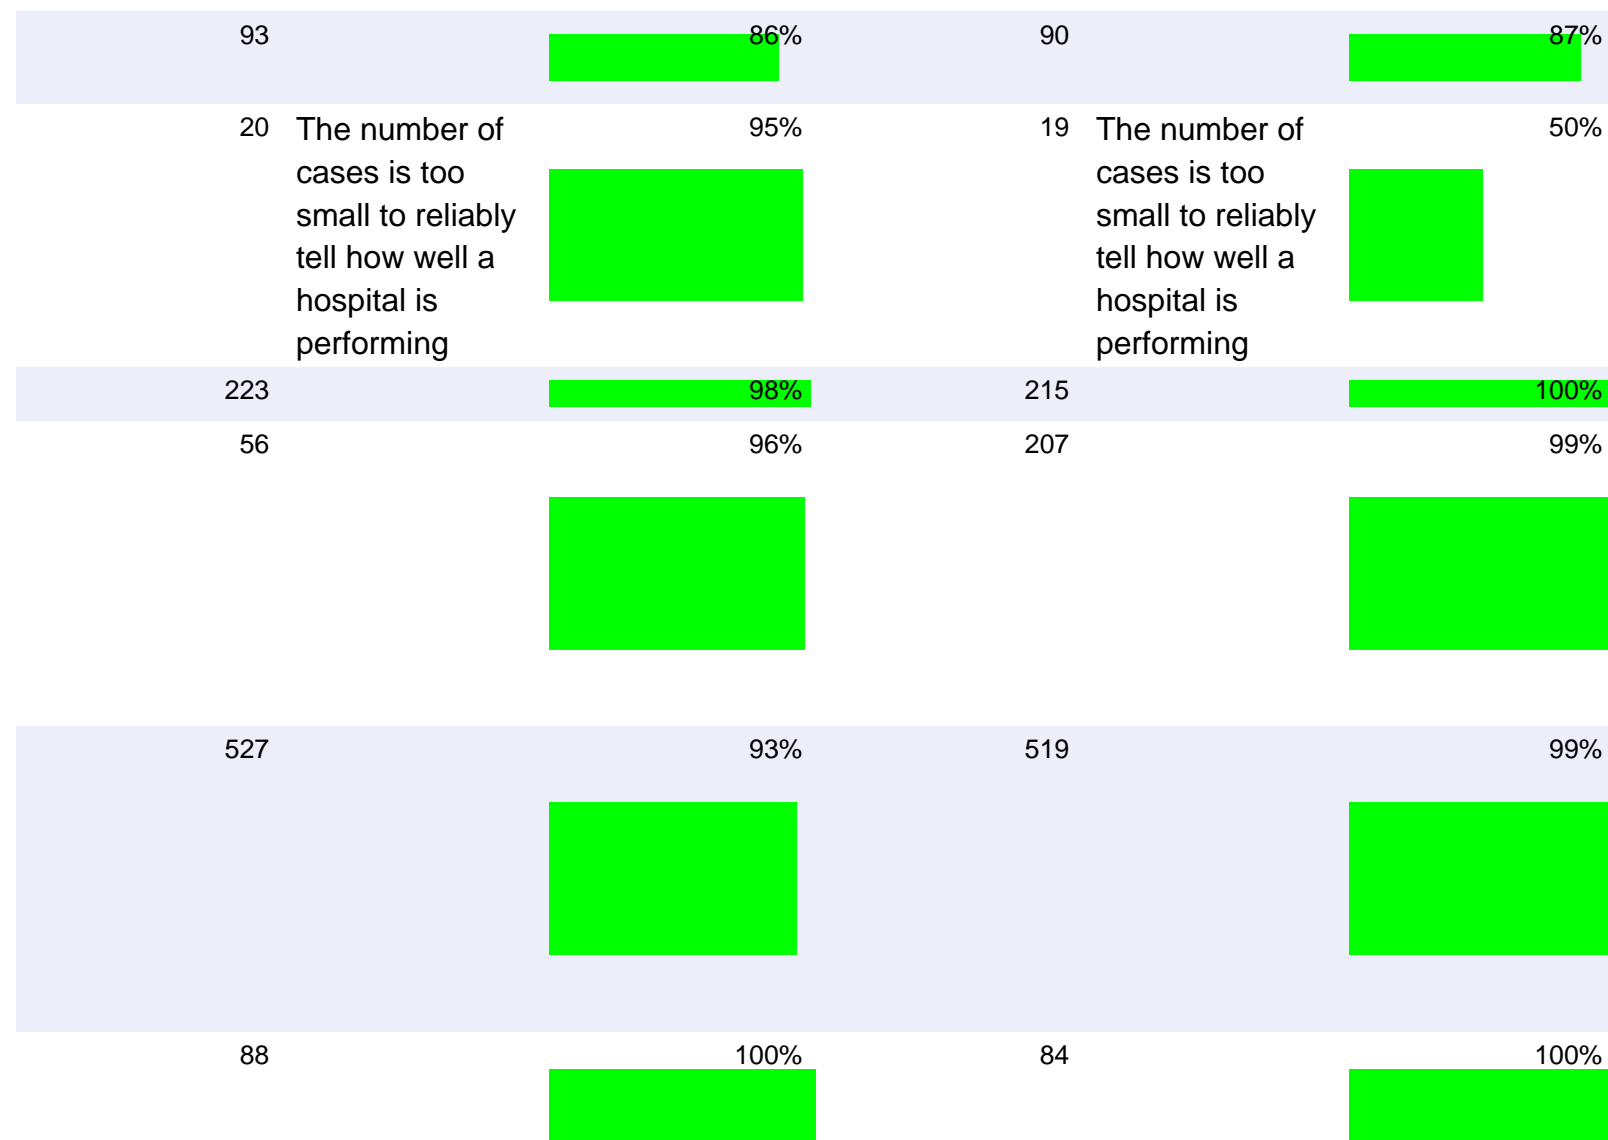 93 86% 90 87%
20 The number of 95% 19 The number of 50%
cases is too cases is too
small to reliably small to reliably
tell how well a tell how well a
hospital is hospital is
performing performing
223 98% 215 100%
56 96% 207 99%
527 93% 519 99%
88 100% 84 100%